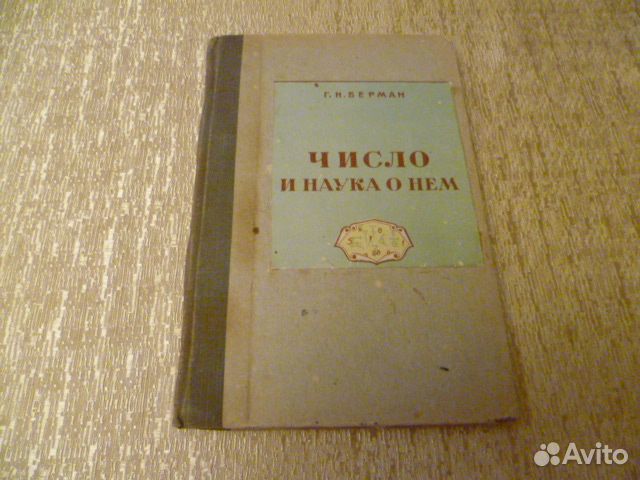 Г. Н. БЕРМАН
ЧИСЛО
И НАУКА О НЕМ
Avito